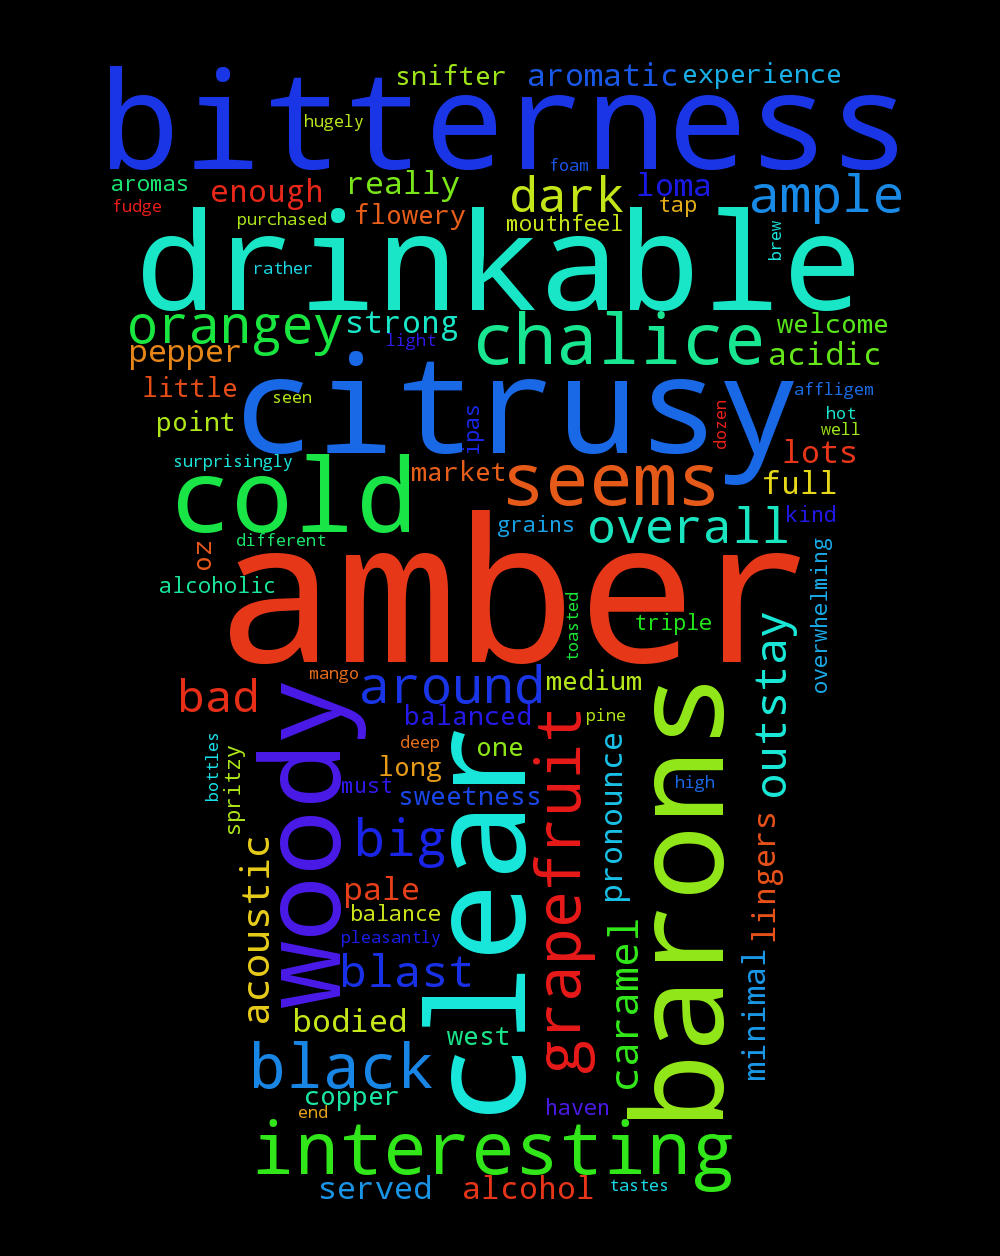 snifter aromatic experience
bitterness
hugely
foam
aromas enough really dark loma ample
fudge purchased flowery mouthfeel tap
drinkable
brew
rather
orangey strong chalice welcome
pepper light acidic
little citrusy affligem
seen ipas dozen hot
point well
surprisingly market seems lots
cold full
grains overall kind
different
oz
alcoholic amber overwhelming
toasted triple
outstay
mango around medium
bad woody balanced pine
barons
bottles deep one grapefruit
spritzy long clear pronounce
must sweetness high
big
acoustic lingers
pale
balance
pleasantly caramel
blast minimal
bodied west
black
copper
end haven
interesting
served alcohol tastes